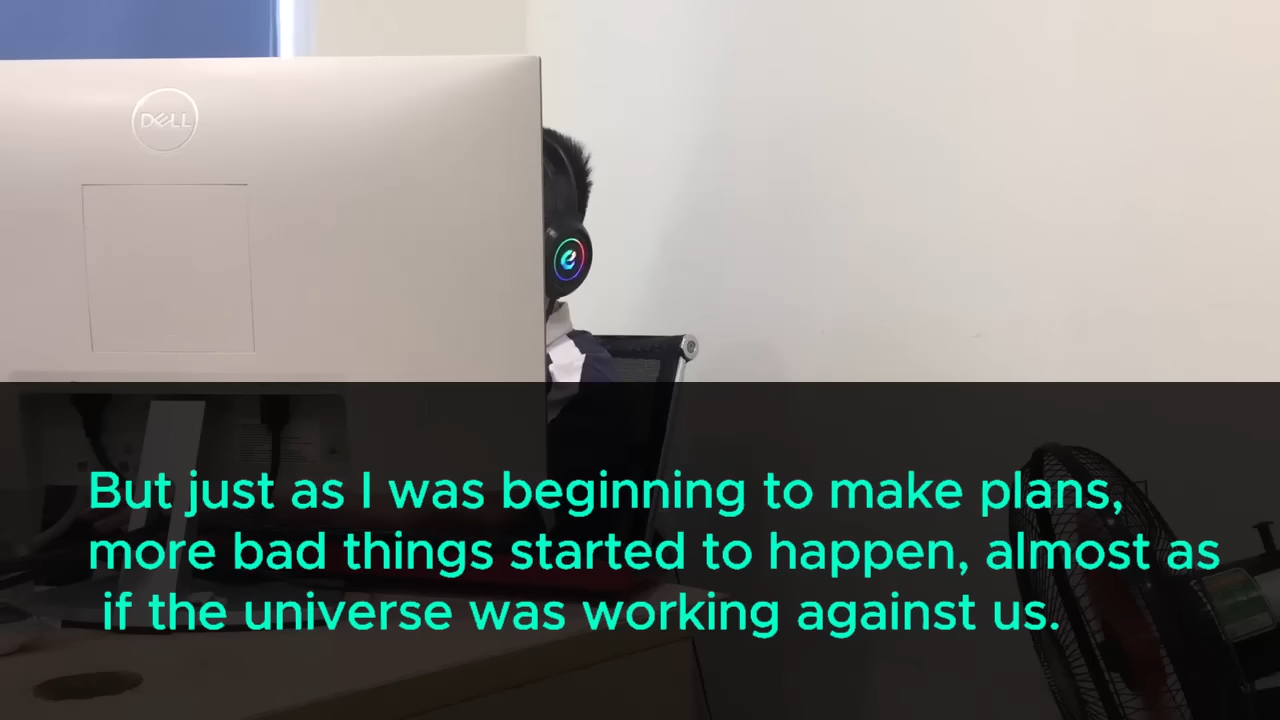 DELL
But just as I was beginning to make plans,
more bad things started to happen, almost as
if the universe was working against us.